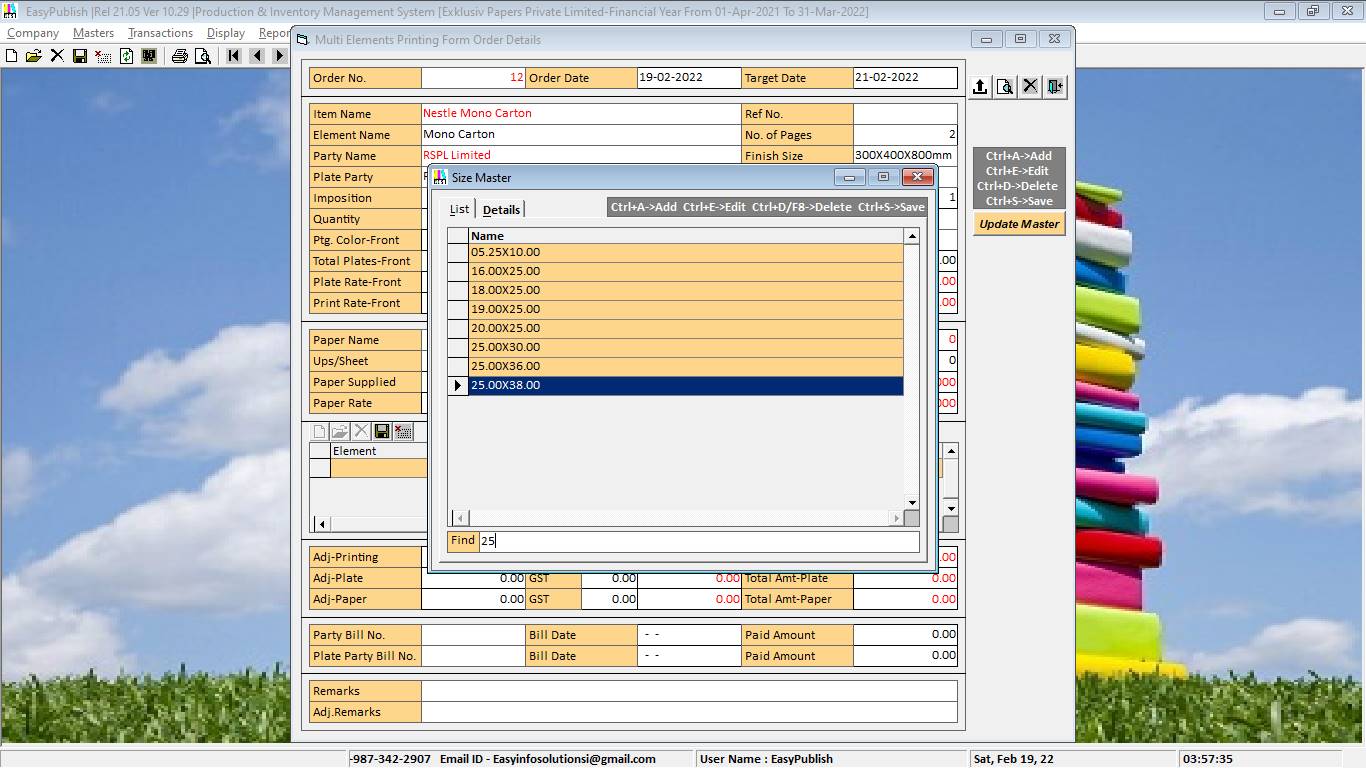 EasyPublish |Rel 21.05 Ver 10.29 |Production & Inventory Management System [Exklusiv Papers Private Limited-Financial Year From 01-Apr-2021 To 31-Mar-2022]
Company Masters Transactions Display Repor
Multi Elements Printing Form Order Details
Order No. 12 Order Date 19-02-2022 Target Date 21-02-2022
Item Name Nestle Mono Carton Ref No.
Element Name Mono Carton No. of Pages 2
Party Name RSPL Limited Finish Size 300X400X800mm
Plate Party
Imposition 1
Quantity
Ptg. Color-Front
Total Plates-Front .00
Plate Rate-Front .00
Print Rate-Front .00
Ctrl+A->Add
Ctrl+E->Edit
Ctrl+D->Delete
Ctrl+S->Save
Update Master
Size Master
List Details Ctrl+A->Add Ctrl+E->Edit Ctrl+D/F8->Delete Ctrl+S->Save
Name
05.25X10.00
16.00X25.00
18.00X25.00
19.00X25.00
20.00X25.00
25.00X30.00
25.00X36.00
25.00X38.00
Find 25
Paper Name 0
Ups/Sheet 0
Paper Supplied 000
Paper Rate 000
Element
Adj-Printing .00
Adj-Plate 0.00 GST 0.00 0.00 Total Amt-Plate 0.00
Adj-Paper 0.00 GST 0.00 0.00 Total Amt-Paper 0.00
Party Bill No. Bill Date - - Paid Amount 0.00
Plate Party Bill No. Bill Date - - Paid Amount 0.00
Remarks
Adj.Remarks
-987-342-2907 Email ID - Easyinfosolutionsi@gmail.com User Name : EasyPublish Sat, Feb 19, 22 03:57:35